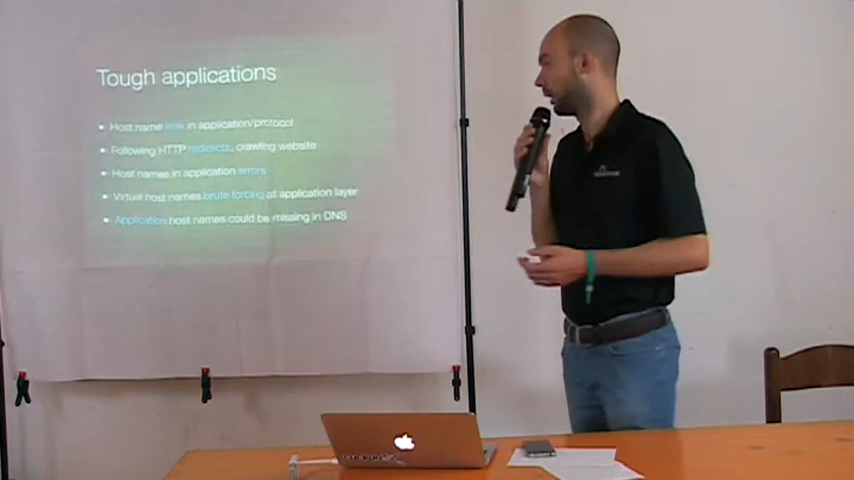 Tough applications
Host name leak in application/protocol
Following HTTP redirects, crawling website
Host names in application errors
Virtual host names brute forcing at application layer
Application host names could be missing in DNS